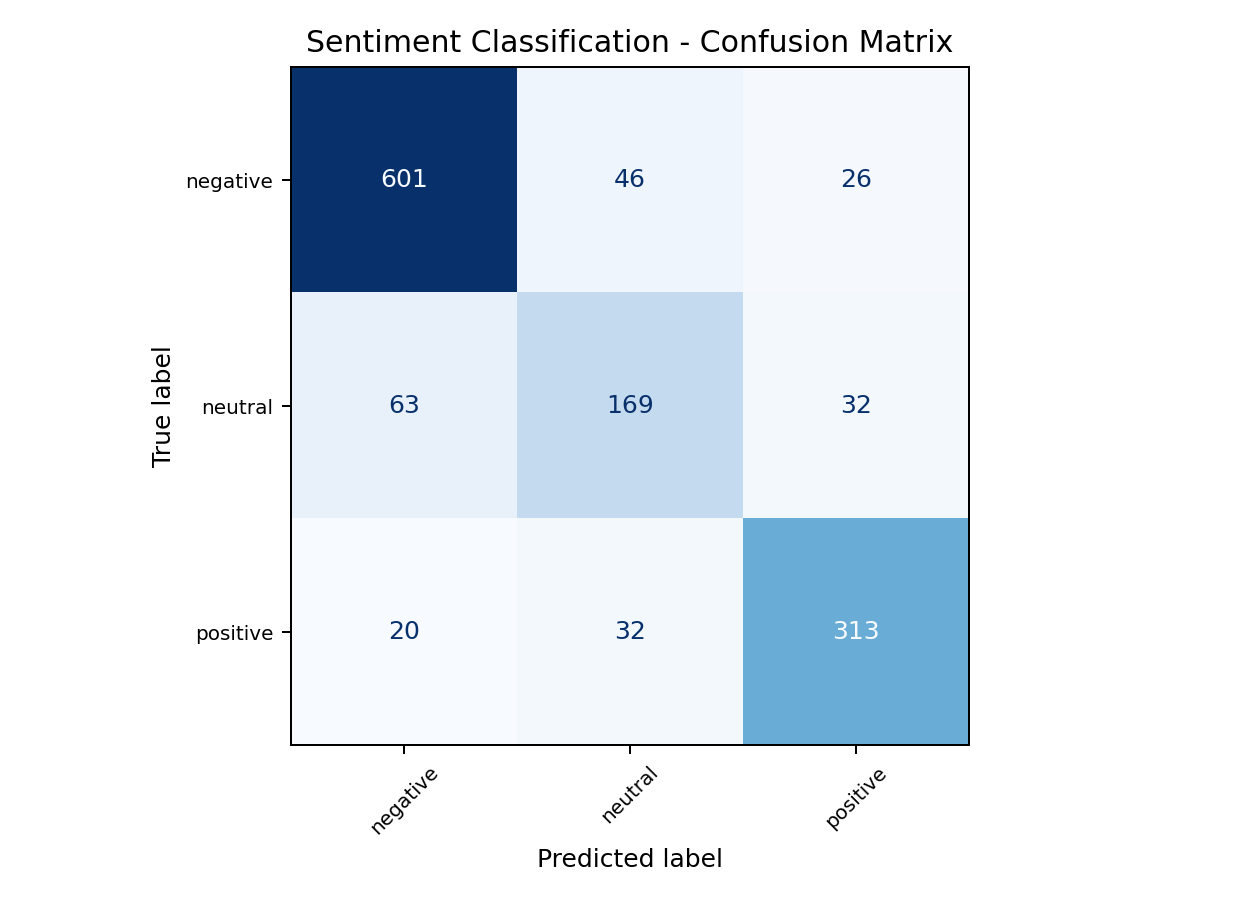 Sentiment Classification - Confusion Matrix
negative 601 46 26
neutral 63 169 32
positive 20 32 313
True label
negative neutral positive
Predicted label